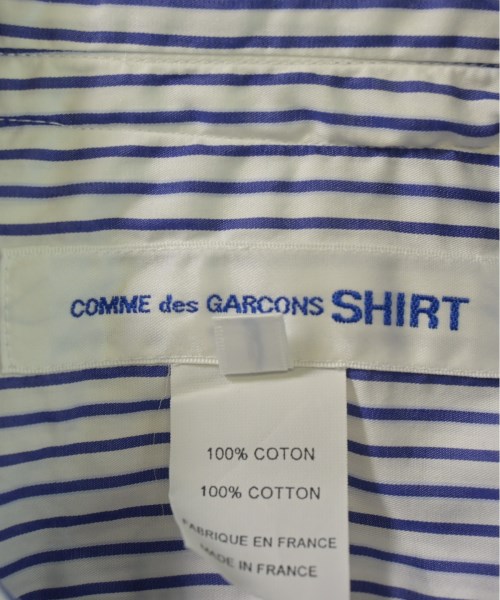 COMME des GARCONS SHIRT
100% COTON
100% COTTON
FABRIQUE EN FRANCE
MADE IN FRANCE